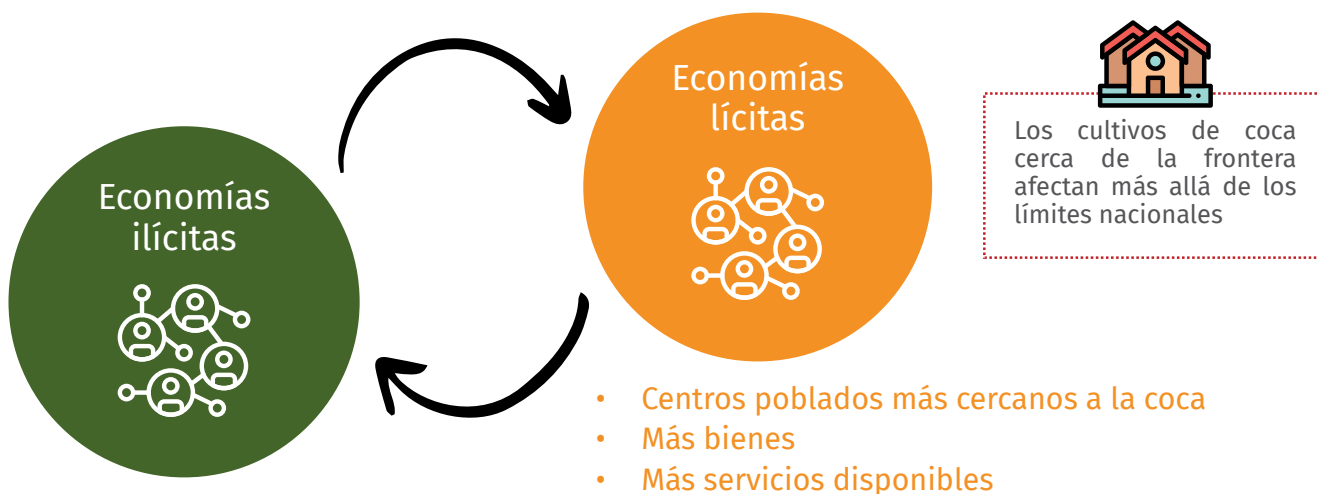 Economías
ilícitas
Economías
lícitas
Los cultivos de coca
cerca de la frontera
afectan más allá de los
límites nacionales
• Centros poblados más cercanos a la coca
• Más bienes
• Más servicios disponibles